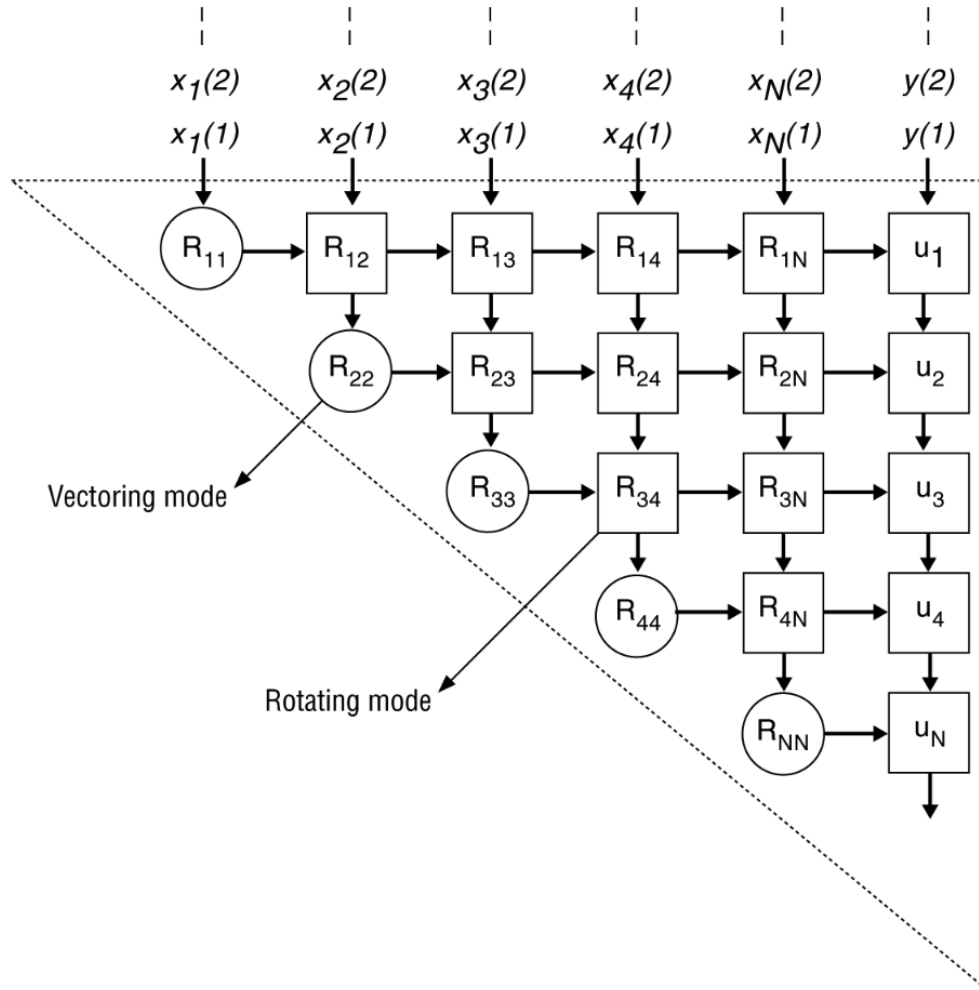 x1(2) x2(2) x3(2) x4(2) xN(2) y(2)
x1(1) x2(1) x3(1) x4(1) xN(1) y(1)
R11 R12 R13 R14 R1N u1
R22 R23 R24 R2N u2
Vectoring mode
R33 R34 R3N u3
R44 R4N u4
Rotating mode
RNN uN